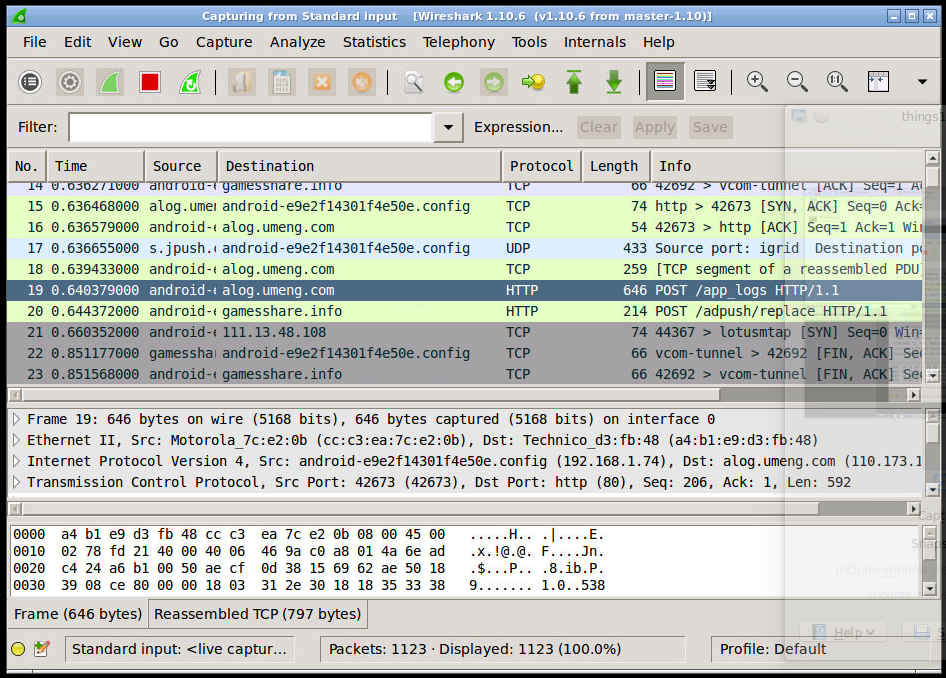 Capturing from Standard input [Wireshark 1.10.6 (v1.10.6 from master-1.10)]
File Edit View Go Capture Analyze Statistics Telephony Tools Internals Help
Filter: Expression... Clear Apply Save
things1
No. Time Source Destination Protocol Length Info
14 0.636271000 android-e gamesshare.info TCP 66 42692 > vcom-tunnel [ACK] Seq=1 A
15 0.636468000 alog.umen android-e9e2f14301f4e50e.config TCP 74 http > 42673 [SYN, ACK] Seq=0 Ack=
16 0.636579000 android-e alog.umeng.com TCP 54 42673 > http [ACK] Seq=1 Ack=1 Win
17 0.636655000 s.jpush.c android-e9e2f14301f4e50e.config UDP 433 Source port: igrid Destination po
18 0.639433000 android-e alog.umeng.com TCP 259 [TCP segment of a reassembled PDU
19 0.640379000 android-e alog.umeng.com HTTP 646 POST /app_logs HTTP/1.1
20 0.644372000 android-e gamesshare.info HTTP 214 POST /adpush/replace HTTP/1.1
21 0.660352000 android-e 111.13.48.108 TCP 74 44367 > lotusmtap [SYN] Seq=0 Win=
22 0.851177000 gamessha android-e9e2f14301f4e50e.config TCP 66 vcom-tunnel > 42692 [FIN, ACK] Se
23 0.851568000 android-e gamesshare.info TCP 66 42692 > vcom-tunnel [FIN, ACK] Se
Frame 19: 646 bytes on wire (5168 bits), 646 bytes captured (5168 bits) on interface 0
Ethernet II, Src: Motorola_7c:e2:0b (cc:c3:ea:7c:e2:0b), Dst: Technico_d3:fb:48 (a4:b1:e9:d3:fb:48)
Internet Protocol Version 4, Src: android-e9e2f14301f4e50e.config (192.168.1.74), Dst: alog.umeng.com (110.173.1
Transmission Control Protocol, Src Port: 42673 (42673), Dst Port: http (80), Seq: 206, Ack: 1, Len: 592
Capt
Snaps
Include window
Include
0000 a4 b1 e9 d3 fb 48 cc c3 ea 7c e2 0b 08 00 45 00 .....H.. .|....E.
0010 02 78 fd 21 40 00 40 06 46 9a c0 a8 01 4a 6e ad .x.!@.@. F....Jn.
0020 c4 24 a6 b1 00 50 ae cf 0d 38 15 69 62 ae 50 18 .$...P.. .8.ib.P.
0030 39 08 ce 80 00 00 18 03 31 2e 30 18 18 35 33 38 9....... 1.0..538
Frame (646 bytes) Reassembled TCP (797 bytes)
Help S
Standard input: <live captur... Packets: 1123 · Displayed: 1123 (100.0%) Profile: Default